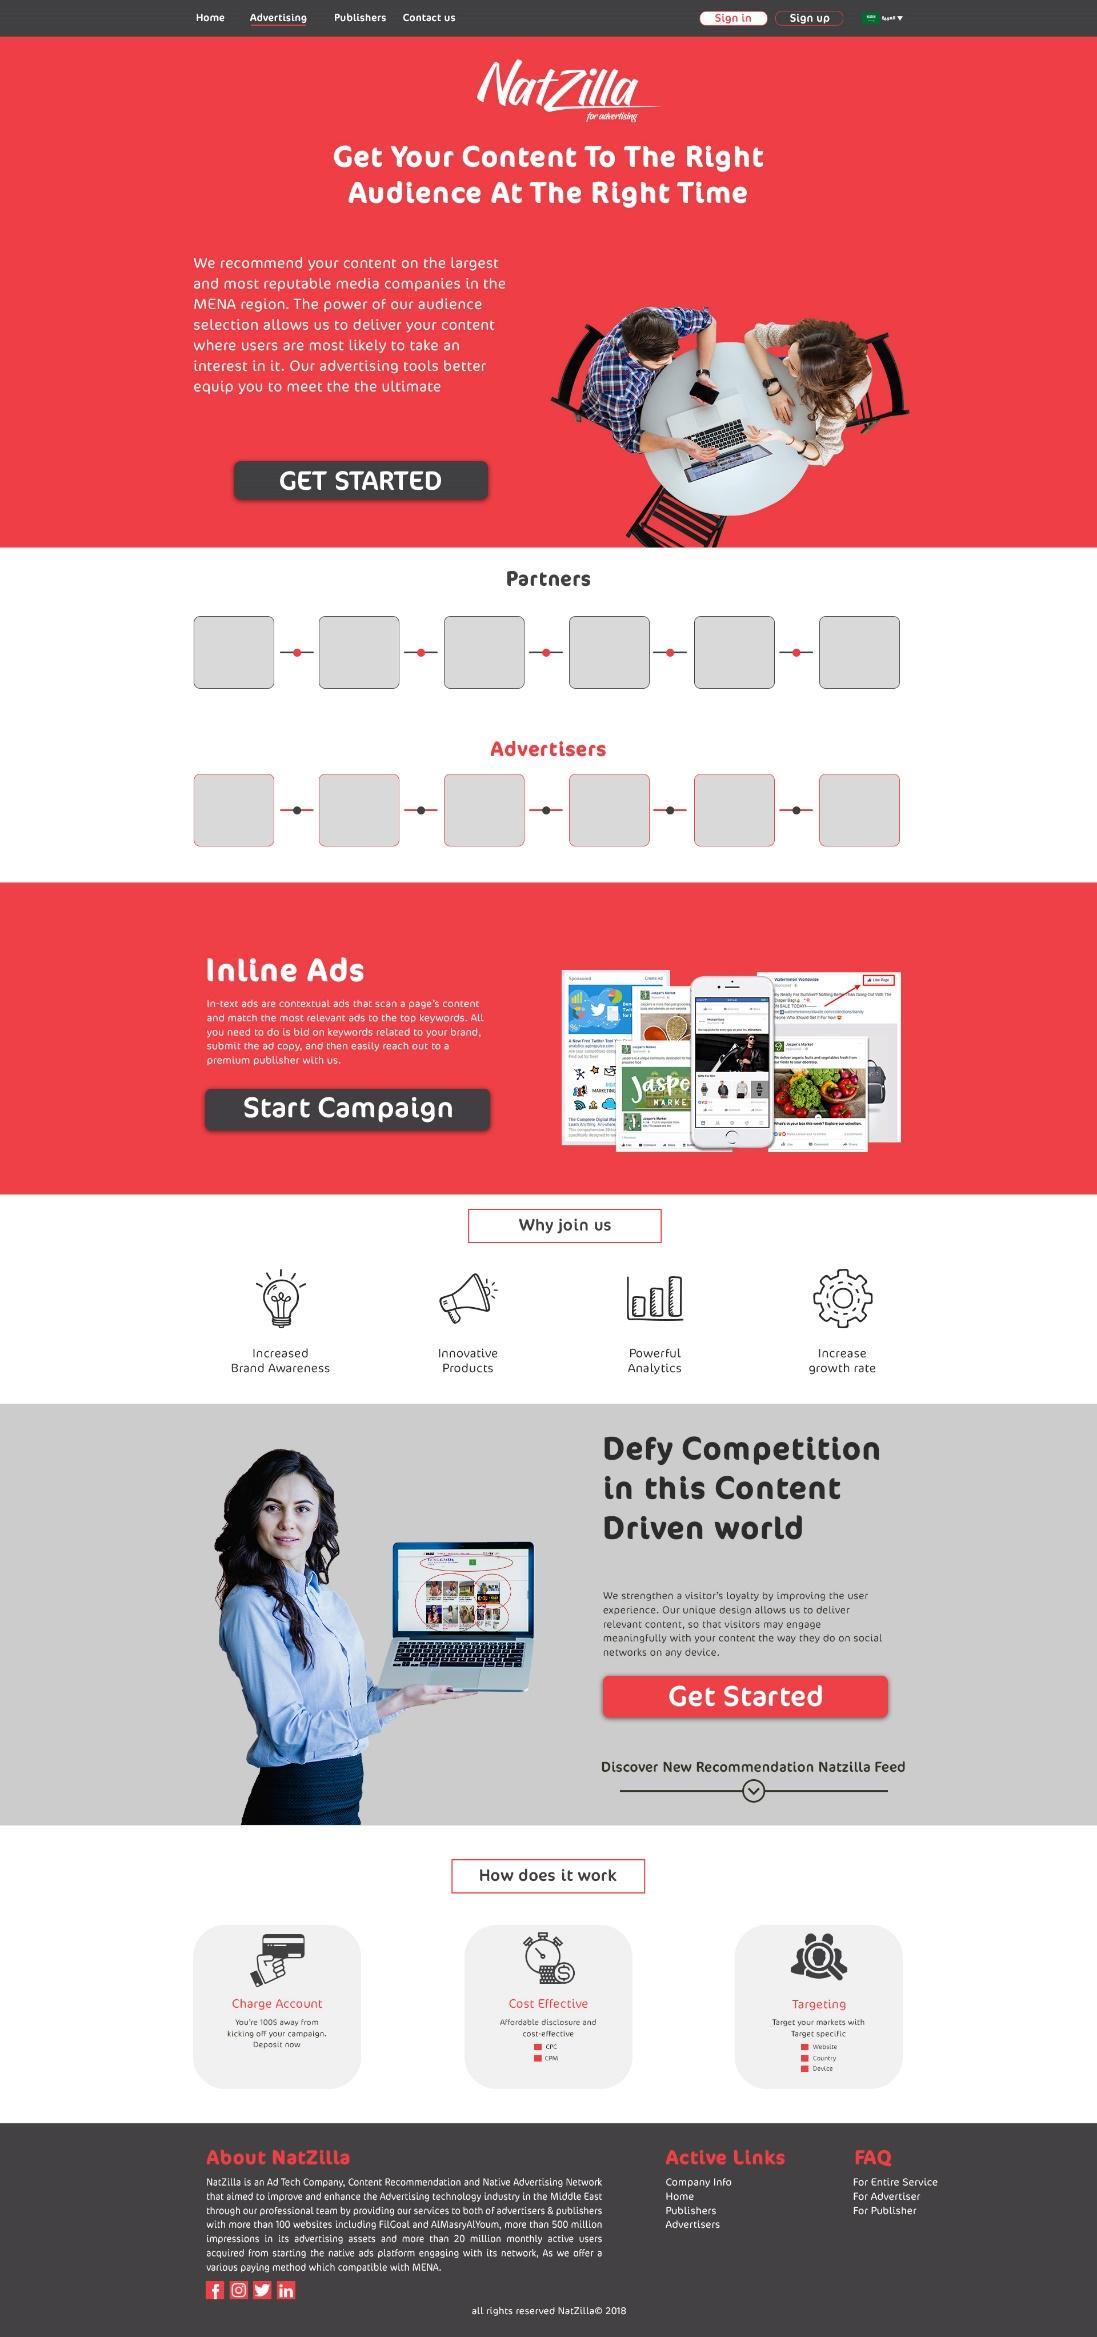 Home Advertising Publishers Contact us Sign in Sign up
NatZilla
for advertising
Get Your Content To The Right
Audience At The Right Time
We recommend your content on the largest
and most reputable media companies in the
MENA region. The power of our audience
selection allows us to deliver your content
where users are most likely to take an
interest in it. Our advertising tools better
equip you to meet the the ultimate
GET STARTED
Partners
Advertisers
Inline Ads
In-text ads are contextual ads that scan a page's content
and match the most relevant ads to the top keywords. All
you need to do is bid on keywords related to your brand,
submit the ad copy, and then easily reach out to a
premium publisher with us.
Start Campaign
Sponsored Create Ad
Jasper's Market
Watermelon Worldwide
Like Page
Why join us
Increased
Brand Awareness
Innovative
Products
Powerful
Analytics
Increase
growth rate
Defy Competition
in this Content
Driven world
We strengthen a visitor's loyalty by improving the user
experience. Our unique design allows us to deliver
relevant content, so that visitors may engage
meaningfully with your content the way they do on social
networks on any device.
Get Started
Discover New Recommendation Natzilla Feed
How does it work
Charge Account
You're 100$ away from
kicking off your campaign.
Deposit now
Cost Effective
Affordable disclosure and
cost-effective
CPC
CPM
Targeting
Target your markets with
Target specific
Website
Country
Device
About NatZilla
NatZilla is an Ad Tech Company, Content Recommendation and Native Advertising Network
that aimed to improve and enhance the Advertising technology industry in the Middle East
through our professional team by providing our services to both of advertisers & publishers
with more than 100 websites including FilGoal and AlMasryAlYoum, more than 500 million
impressions in its advertising assets and more than 20 million monthly active users
acquired from starting the native ads platform engaging with its network, As we offer a
various paying method which compatible with MENA.
Active Links
Company Info
Home
Publishers
Advertisers
FAQ
For Entire Service
For Advertiser
For Publisher
all rights reserved NatZilla© 2018